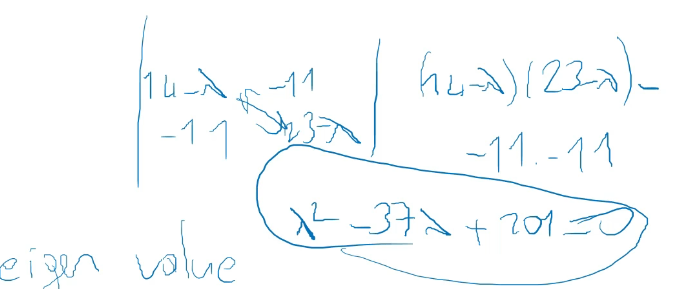 |14-λ -11| (14-λ)(23-λ)-
|-11 23-λ| -11.-11
λ² -37λ + 201=0
eigen value